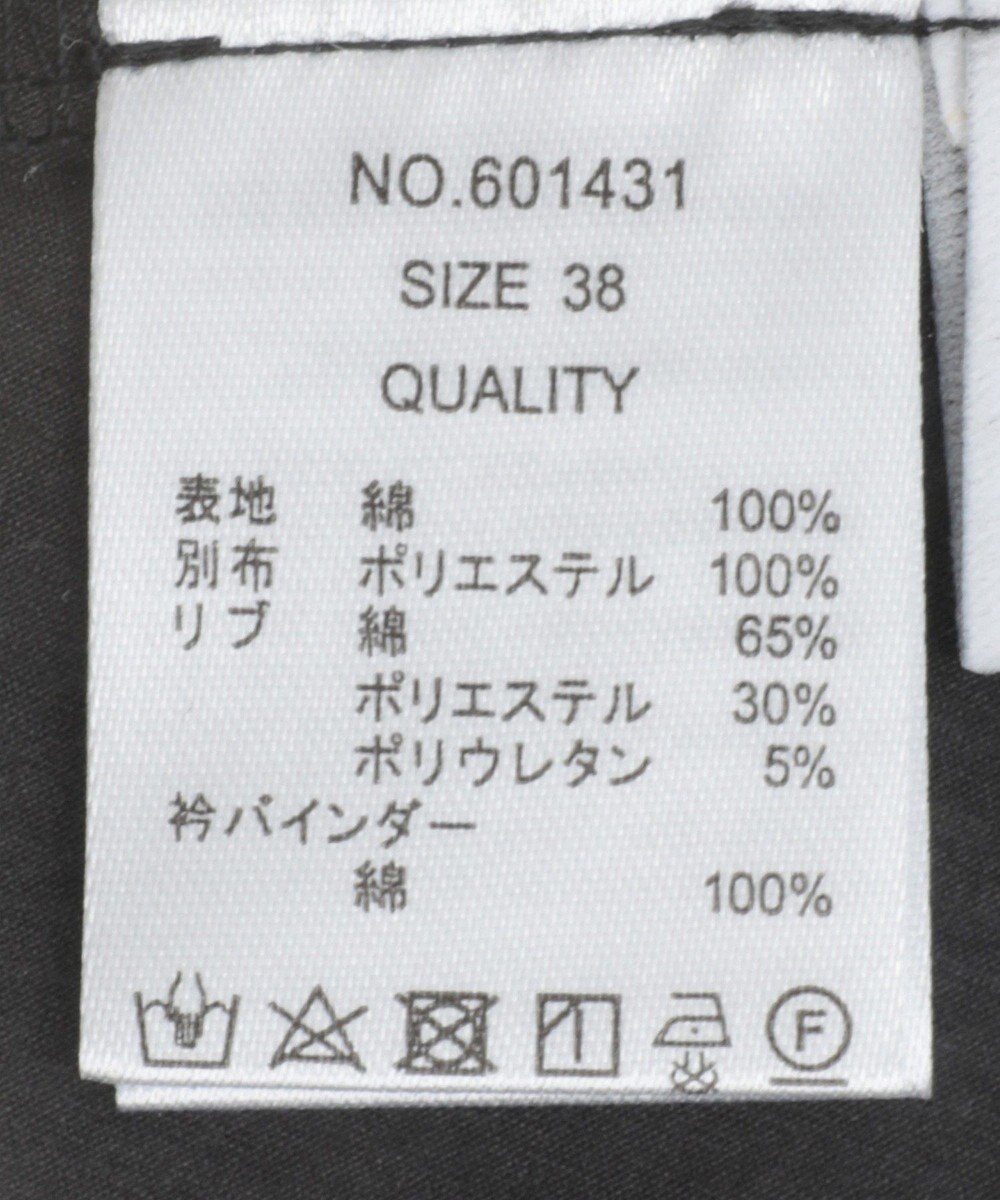 NO.601431
SIZE 38
QUALITY
表地 綿 100%
別布 ポリエステル 100%
リブ 綿 65%
ポリエステル 30%
ポリウレタン 5%
衿バインダー
綿 100%
F